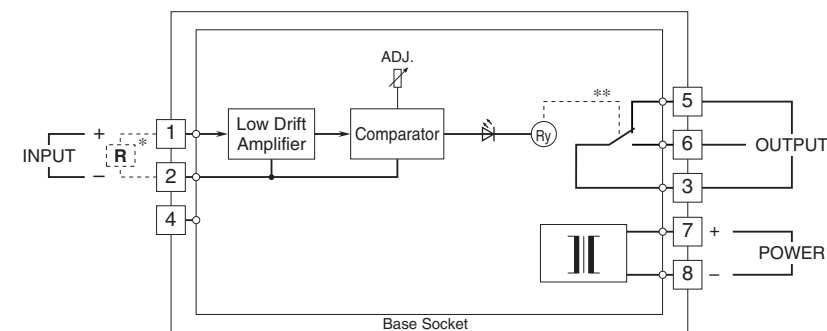 ADJ.
**
5
+
1
*
Low Drift
Amplifier
Comparator
Ry
6
OUTPUT
INPUT
R
–
2
3
4
7
+
POWER
8
–
Base Socket